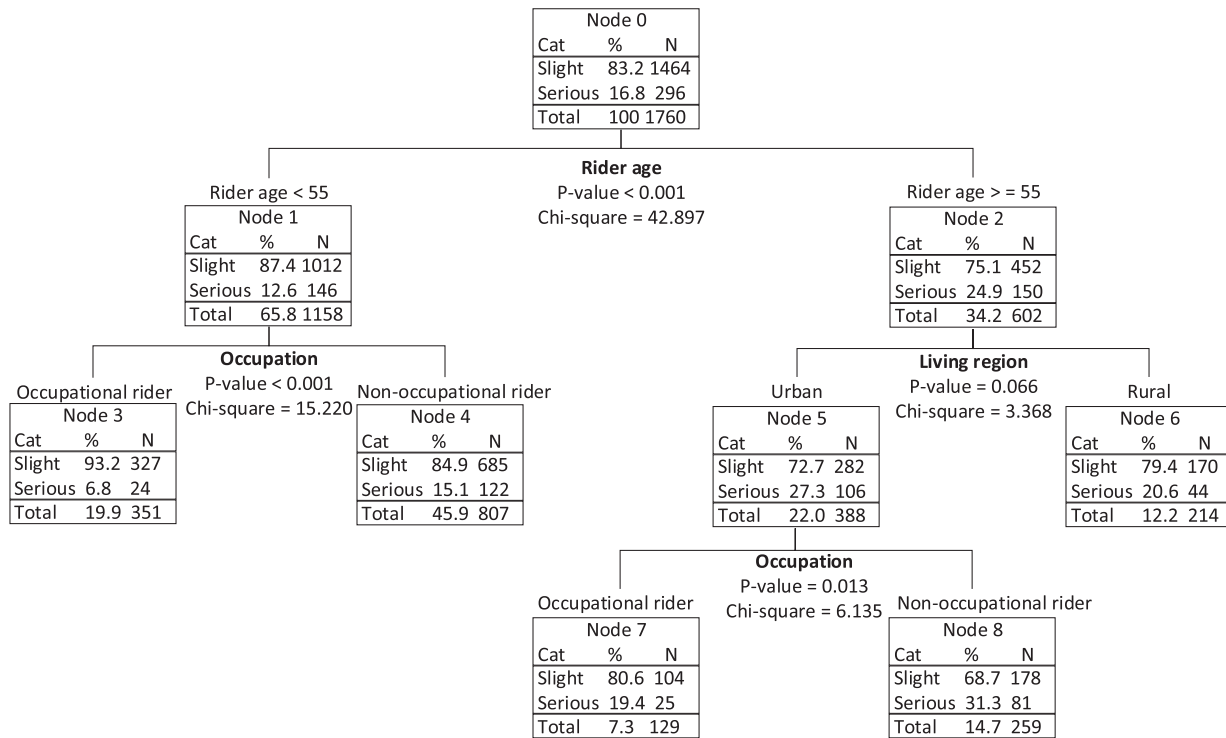 Node 0
Cat % N
Slight 83.2 1464
Serious 16.8 296
Total 100 1760
Rider age
P-value < 0.001
Chi-square = 42.897
Rider age < 55
Node 1
Cat % N
Slight 87.4 1012
Serious 12.6 146
Total 65.8 1158
Rider age > = 55
Node 2
Cat % N
Slight 75.1 452
Serious 24.9 150
Total 34.2 602
Occupation
P-value < 0.001
Chi-square = 15.220
Occupational rider
Node 3
Cat % N
Slight 93.2 327
Serious 6.8 24
Total 19.9 351
Non-occupational rider
Node 4
Cat % N
Slight 84.9 685
Serious 15.1 122
Total 45.9 807
Living region
P-value = 0.066
Chi-square = 3.368
Urban
Node 5
Cat % N
Slight 72.7 282
Serious 27.3 106
Total 22.0 388
Rural
Node 6
Cat % N
Slight 79.4 170
Serious 20.6 44
Total 12.2 214
Occupation
P-value = 0.013
Chi-square = 6.135
Occupational rider
Node 7
Cat % N
Slight 80.6 104
Serious 19.4 25
Total 7.3 129
Non-occupational rider
Node 8
Cat % N
Slight 68.7 178
Serious 31.3 81
Total 14.7 259